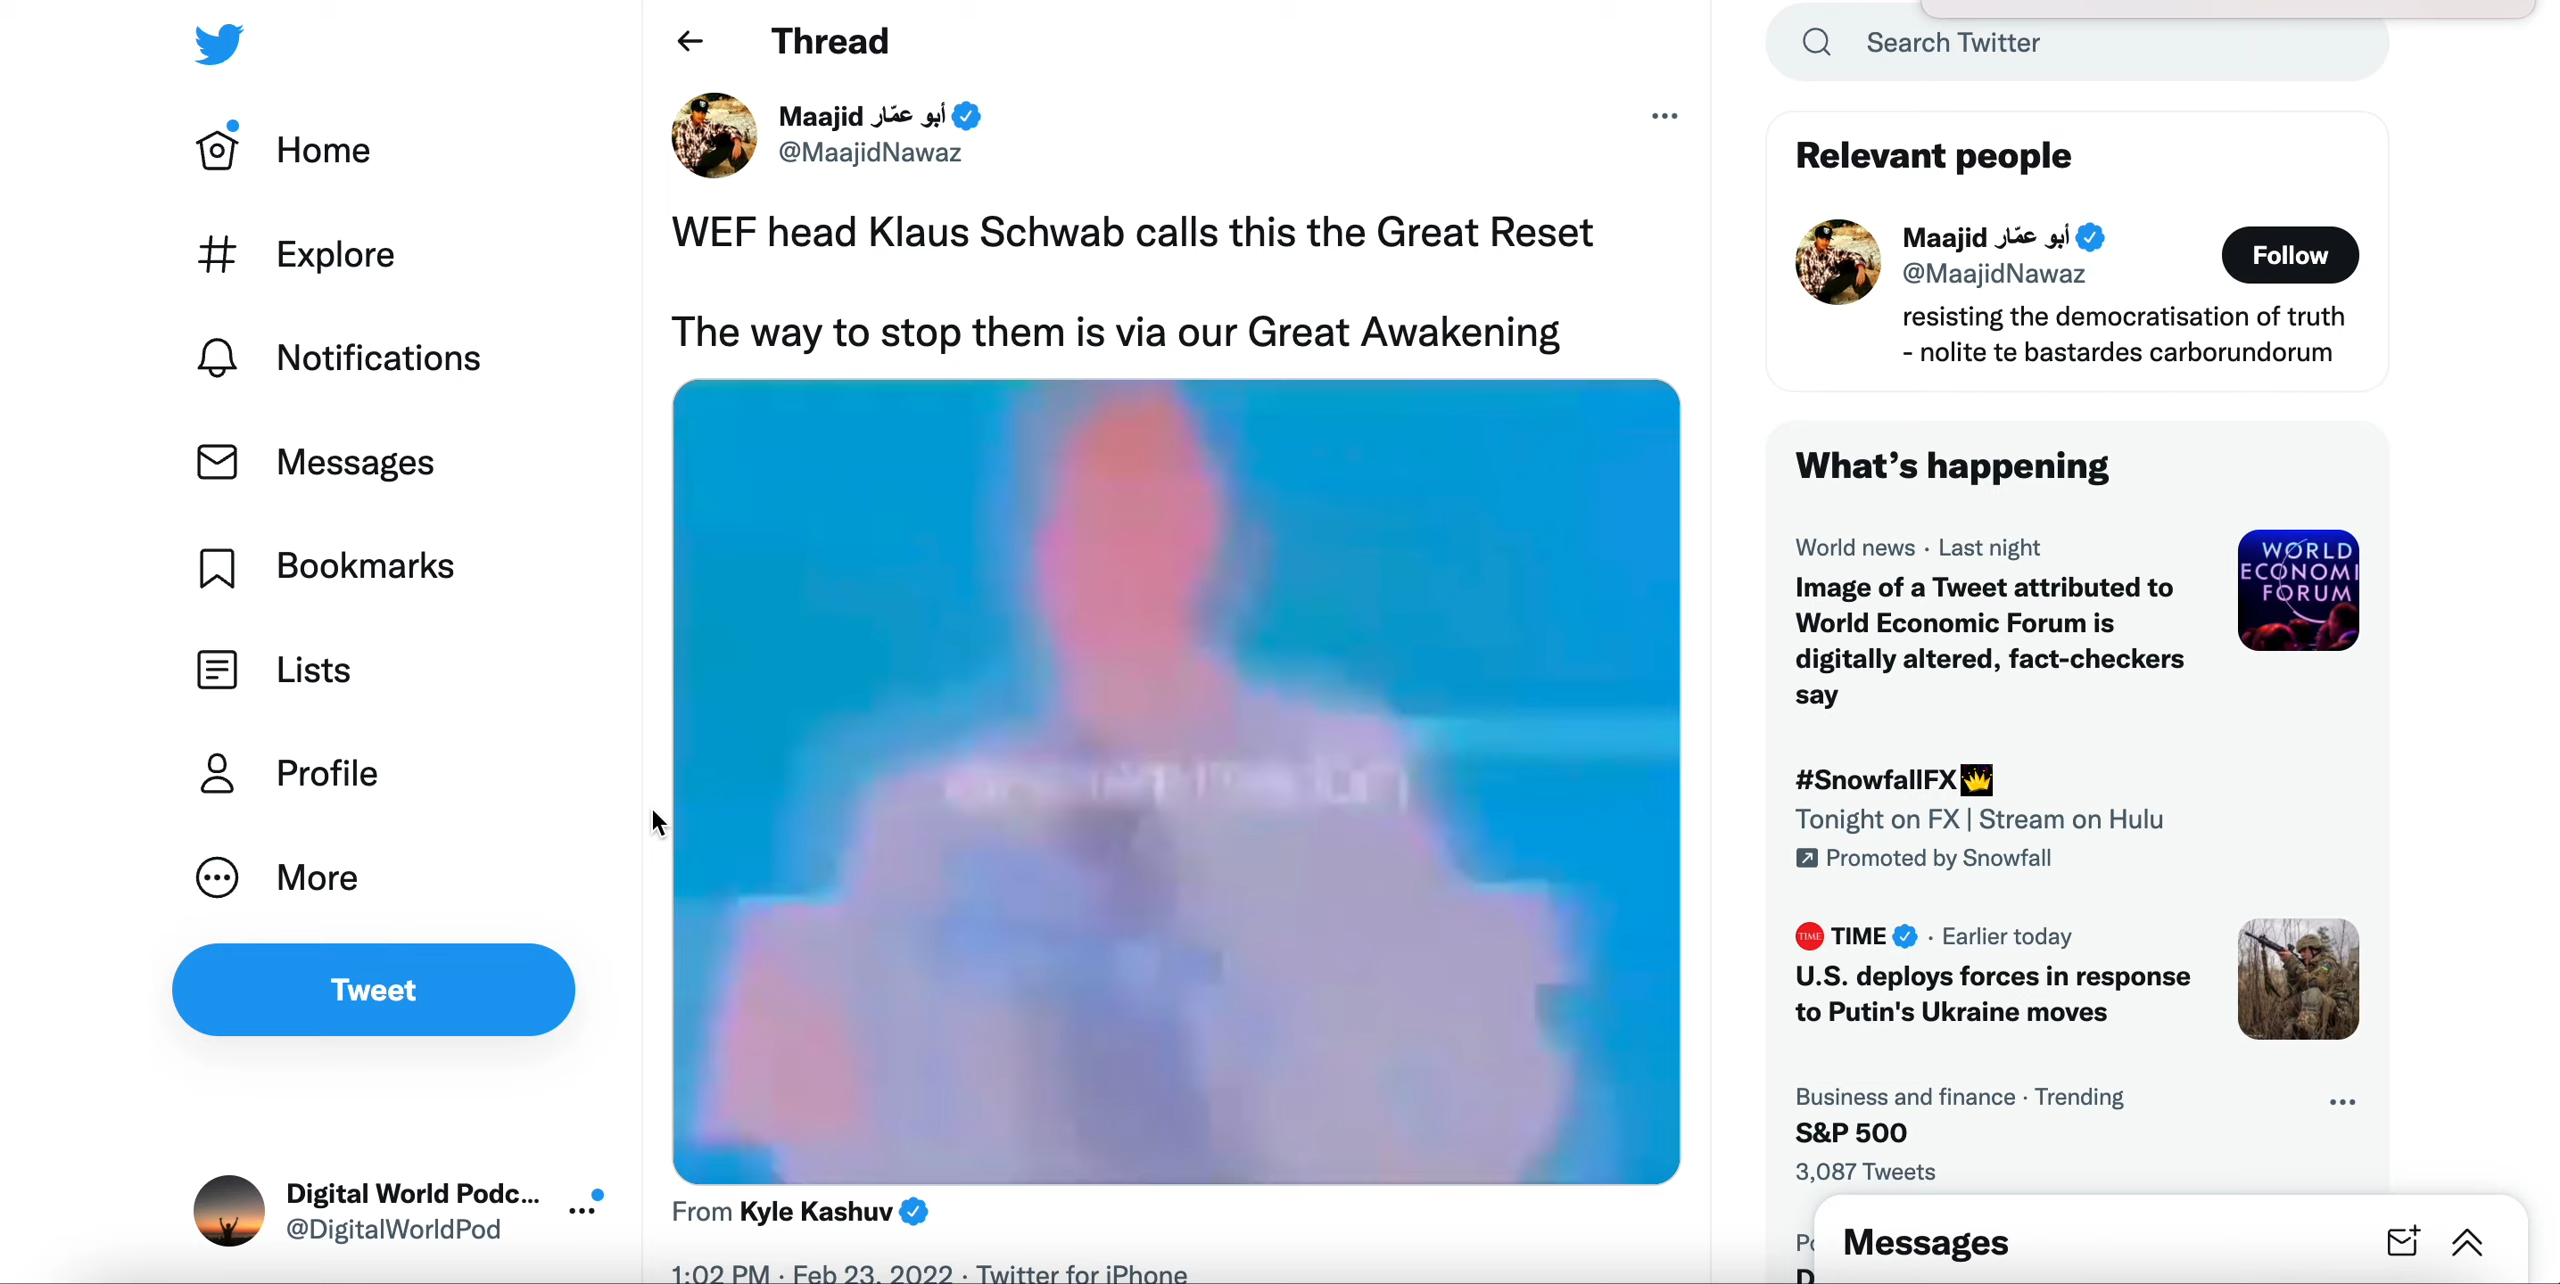 Thread
Search Twitter
Home
Explore
Notifications
Messages
Bookmarks
Lists
Profile
More
Tweet
Digital World Podc...
@DigitalWorldPod
Maajid أبو عمّار
@MaajidNawaz
WEF head Klaus Schwab calls this the Great Reset
The way to stop them is via our Great Awakening
From Kyle Kashuv
1:02 PM · Feb 23, 2022 · Twitter for iPhone
Relevant people
Maajid أبو عمّار
@MaajidNawaz
Follow
resisting the democratisation of truth
- nolite te bastardes carborundorum
What's happening
World news · Last night
Image of a Tweet attributed to
World Economic Forum is
digitally altered, fact-checkers
say
WORLD
ECONOMI
FORUM
#SnowfallFX
Tonight on FX | Stream on Hulu
Promoted by Snowfall
TIME TIME · Earlier today
U.S. deploys forces in response
to Putin's Ukraine moves
Business and finance · Trending
S&P 500
3,087 Tweets
Messages